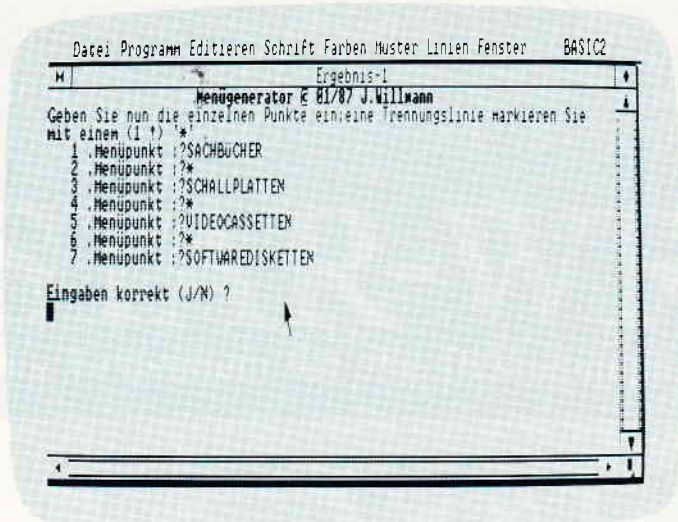 Datei Programm Editieren Schrift Farben Muster Linien Fenster BASIC2
Ergebnis-1
Menügenerator © 01/87 J.Willmann
Geben Sie nun die einzelnen Punkte ein;eine Trennungslinie markieren Sie
mit einem (1 !) '*' .
1 .Menüpunkt :?SACHBüCHER
2 .Menüpunkt :?*
3 .Menüpunkt :?SCHALLPLATTEN
4 .Menüpunkt :?*
5 .Menüpunkt :?VIDEOCASSETTEN
6 .Menüpunkt :?*
7 .Menüpunkt :?SOFTWAREDISKETTEN
Eingaben korrekt (J/N) ?